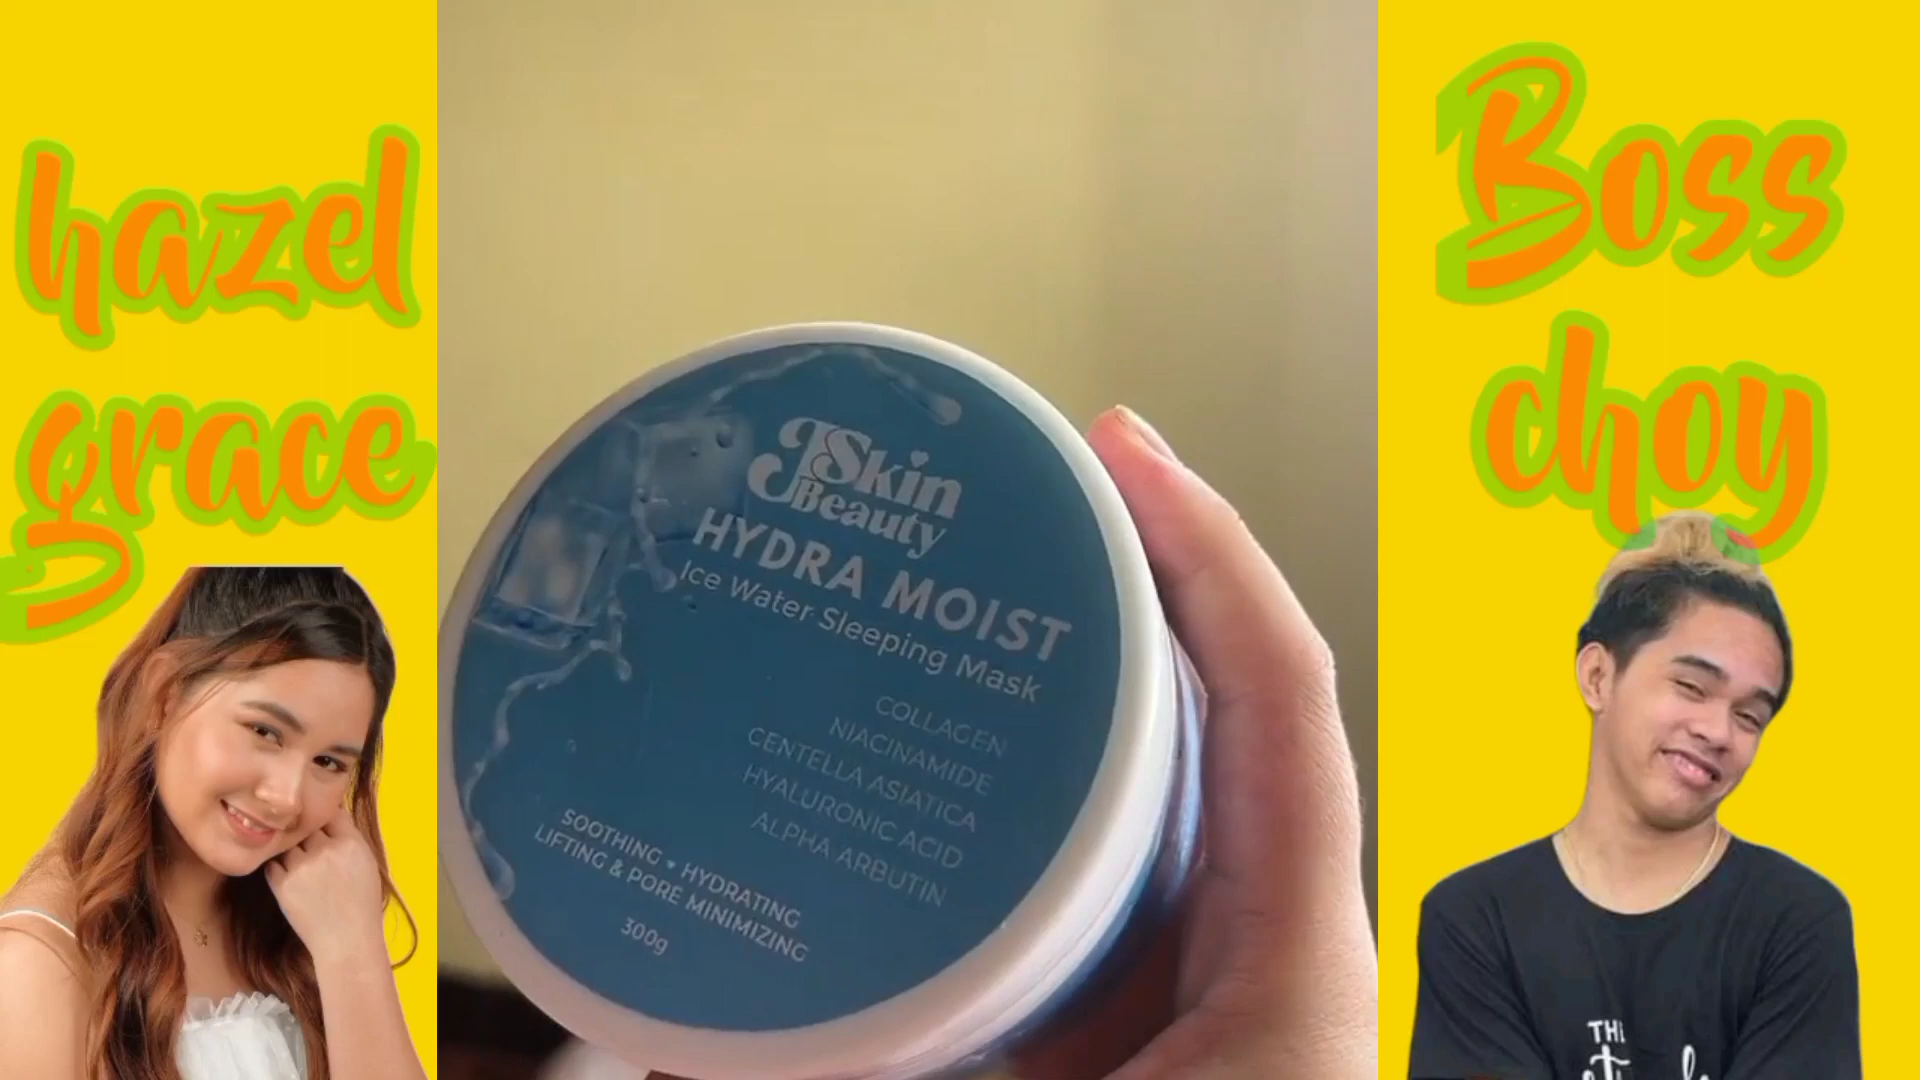 hazel
grace
JSkin
Beauty
HYDRA MOIST
Ice Water Sleeping Mask
COLLAGEN
NIACINAMIDE
CENTELLA ASIATICA
HYALURONIC ACID
ALPHA ARBUTIN
SOOTHING + HYDRATING
LIFTING & PORE MINIMIZING
300g
Boss
choy
THE